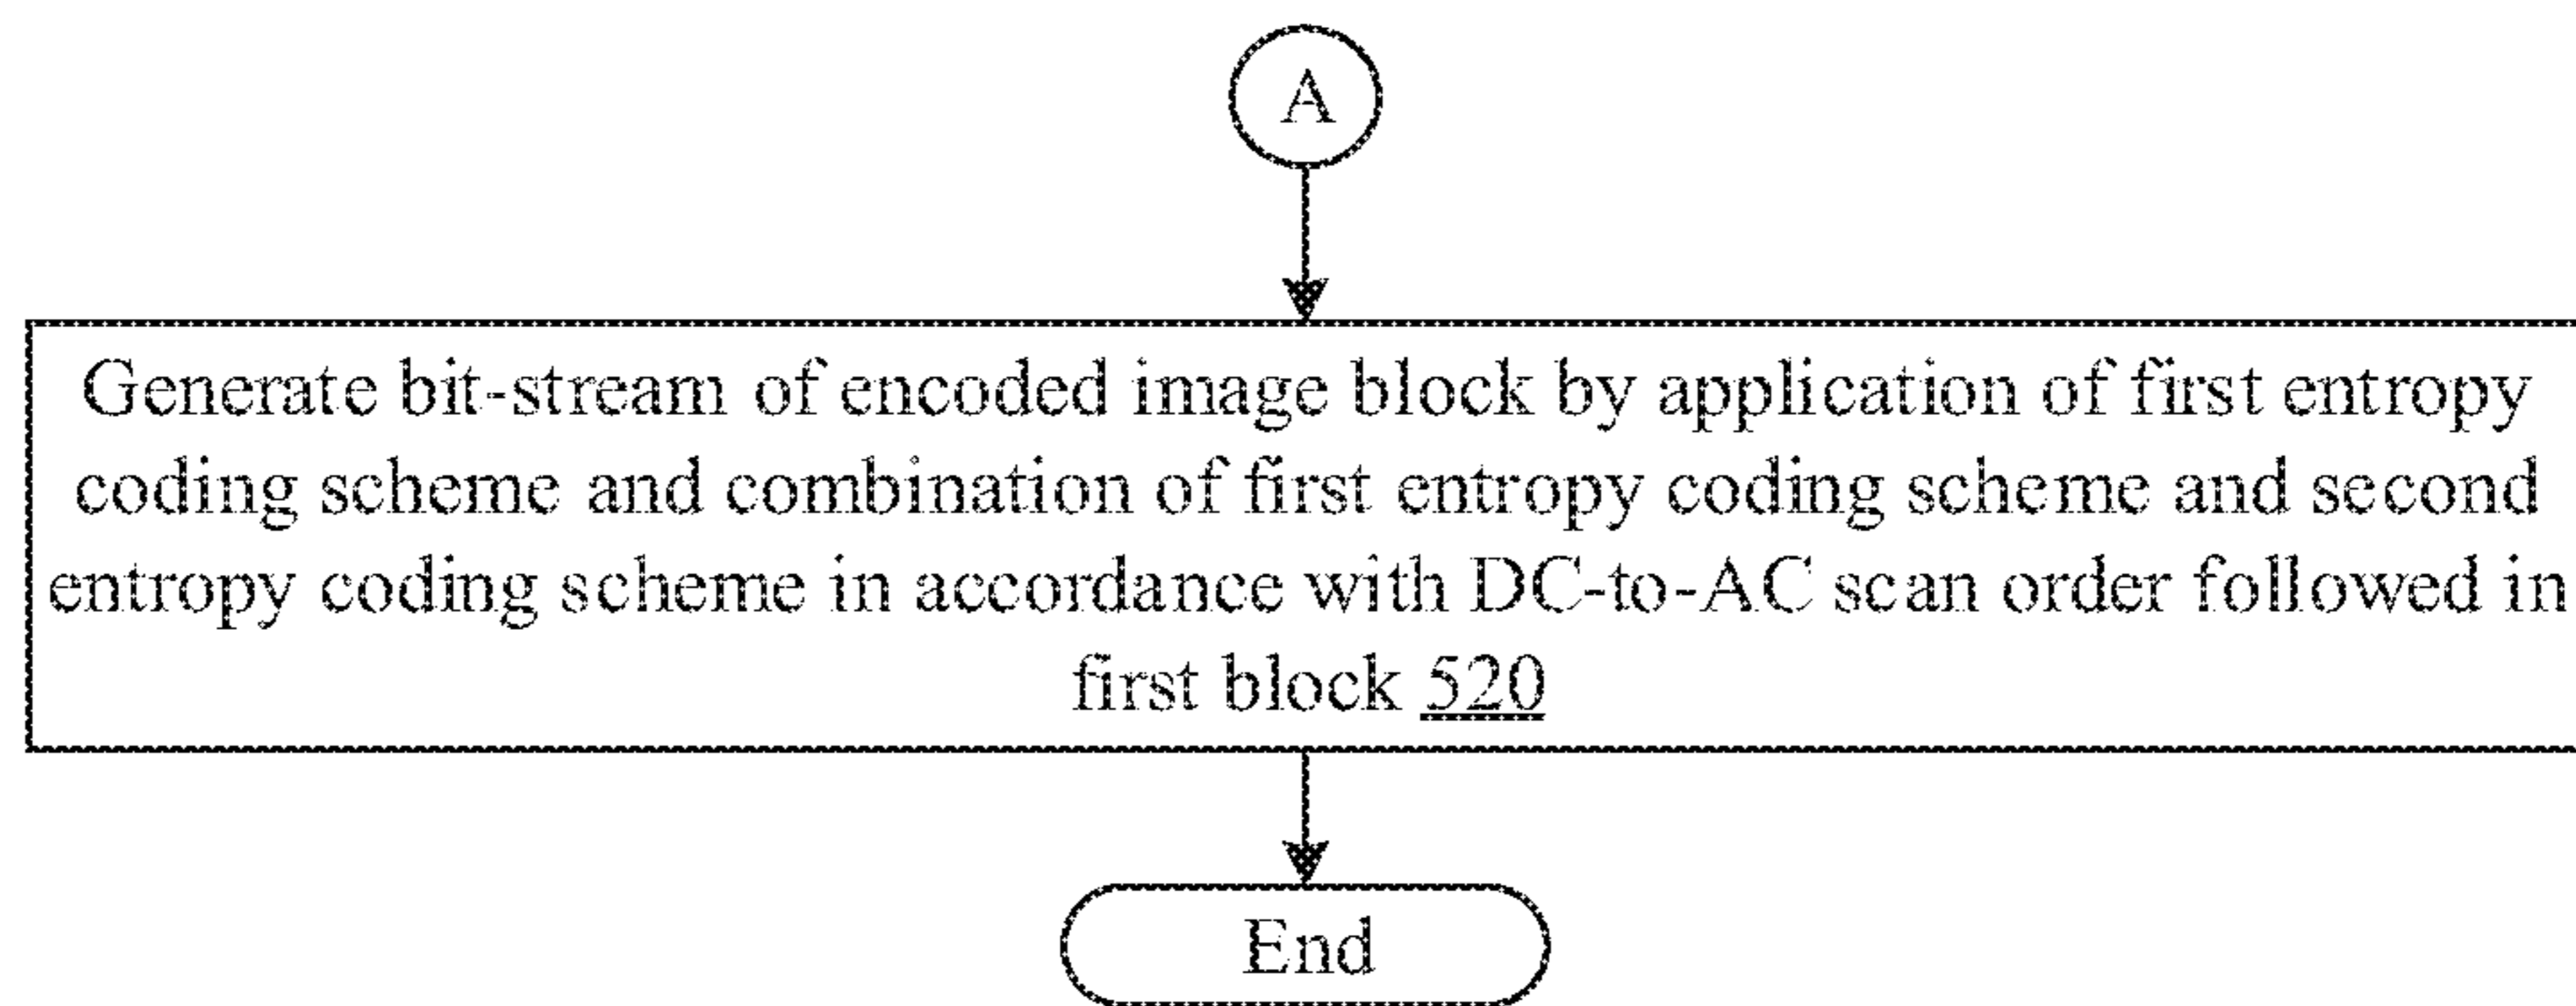 A
Generate bit-stream of encoded image block by application of first entropy
coding scheme and combination of first entropy coding scheme and second
entropy coding scheme in accordance with DC-to-AC scan order followed in
first block 520
End